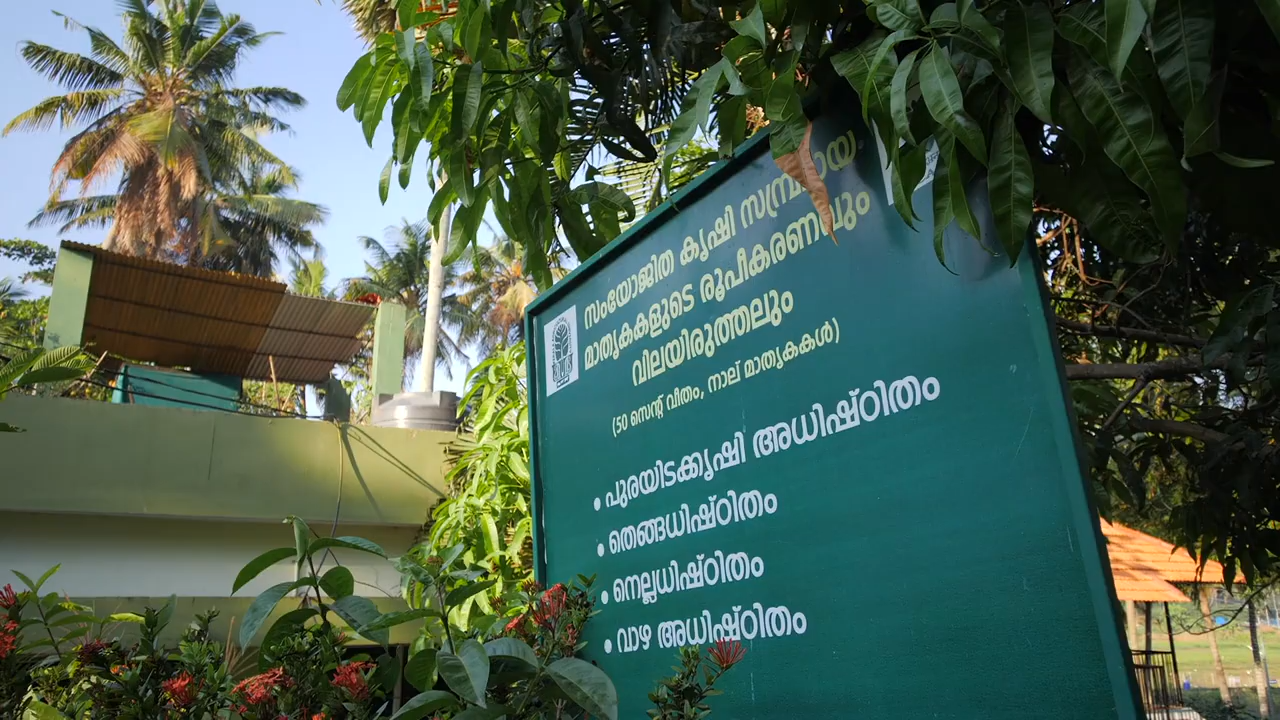 സംയോജിത കൃഷി സമ്പ്രദായ
മാതൃകകളുടെ രൂപീകരണവും
വിലയിരുത്തലും
(50 സെന്റ് വീതം, നാല് മാതൃകകൾ)
• പുരയിടക്കൃഷി അധിഷ്ഠിതം
• തെങ്ങധിഷ്ഠിതം
• നെല്ലധിഷ്ഠിതം
• വാഴ അധിഷ്ഠിതം